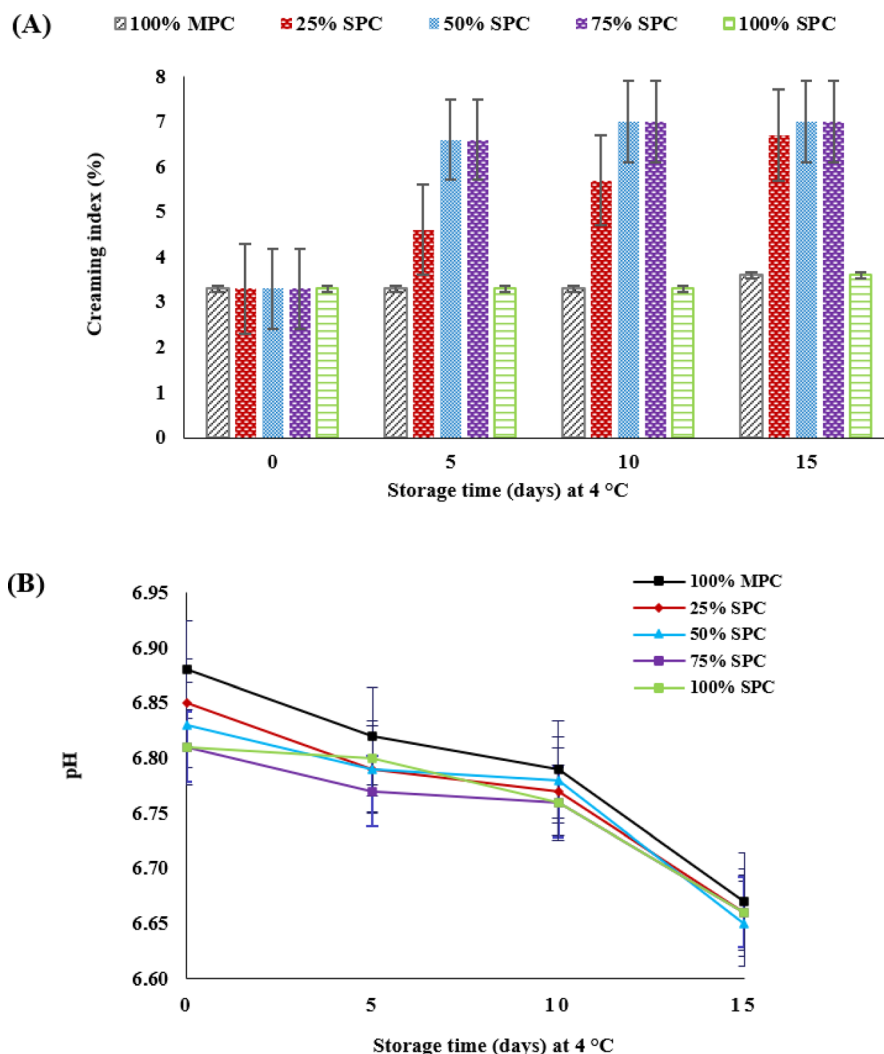 (A)
100% MPC 25% SPC 50% SPC 75% SPC 100% SPC
Creaming index (%)
8
7
6
5
4
3
2
1
0
0 5 10 15
Storage time (days) at 4 °C
(B)
100% MPC
25% SPC
50% SPC
75% SPC
100% SPC
pH
6.95
6.90
6.85
6.80
6.75
6.70
6.65
6.60
0 5 10 15
Storage time (days) at 4 °C